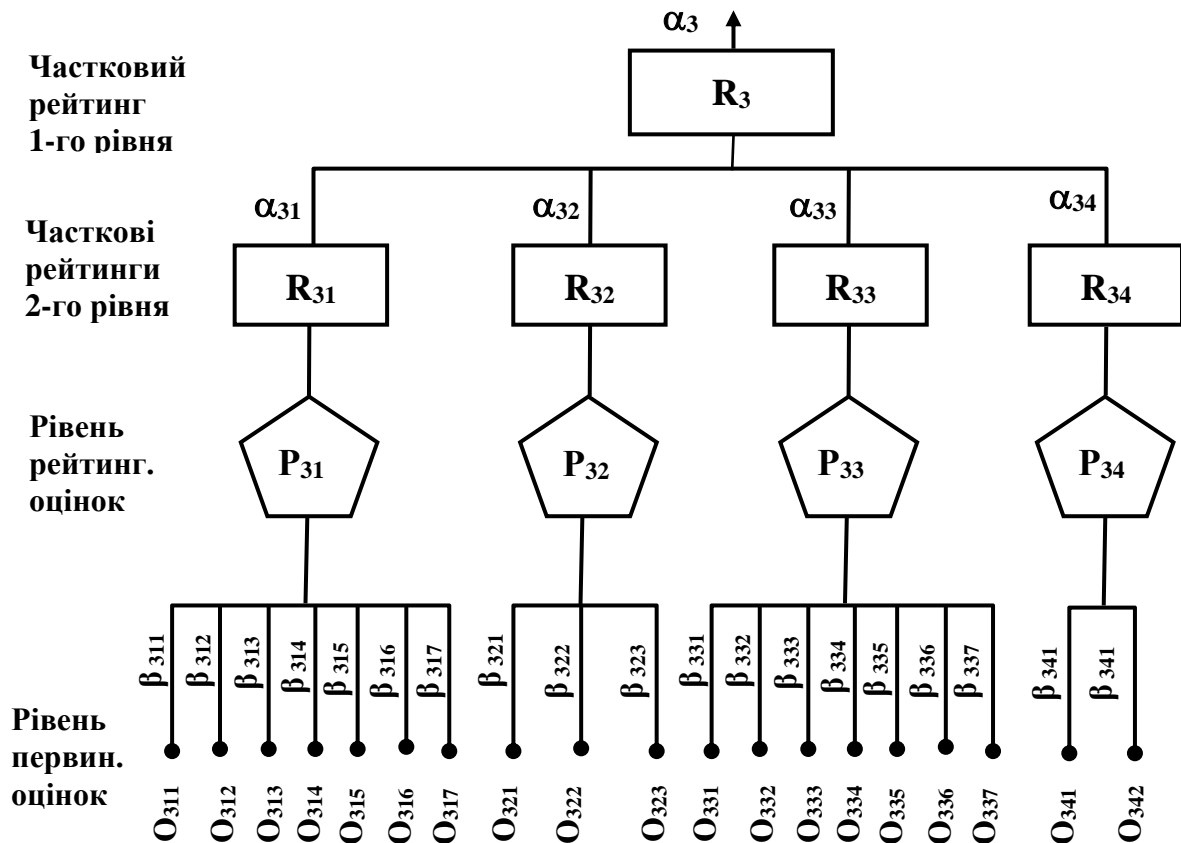 α₃
Частковий
рейтинг
1-го рівня
R₃
α₃₁ α₃₂ α₃₃ α₃₄
Часткові
рейтинги
2-го рівня
R₃₁ R₃₂ R₃₃ R₃₄
Рівень
рейтинг.
оцінок
P₃₁ P₃₂ P₃₃ P₃₄
β₃₁₁ β₃₁₂ β₃₁₃ β₃₁₄ β₃₁₅ β₃₁₆ β₃₁₇ β₃₂₁ β₃₂₂ β₃₂₃ β₃₃₁ β₃₃₂ β₃₃₃ β₃₃₄ β₃₃₅ β₃₃₆ β₃₃₇ β₃₄₁ β₃₄₁
Рівень
первин.
оцінок
O₃₁₁ O₃₁₂ O₃₁₃ O₃₁₄ O₃₁₅ O₃₁₆ O₃₁₇ O₃₂₁ O₃₂₂ O₃₂₃ O₃₃₁ O₃₃₂ O₃₃₃ O₃₃₄ O₃₃₅ O₃₃₆ O₃₃₇ O₃₄₁ O₃₄₂